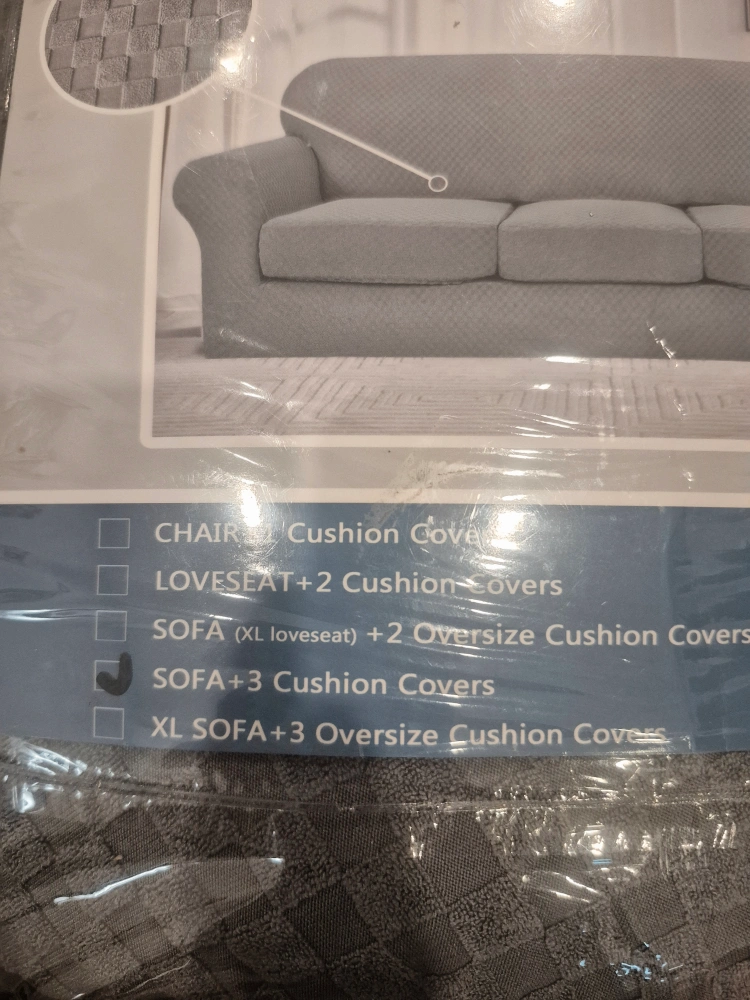 CHAIR Cushion
LOVESEAT+2 Cushion Covers
SOFA (XL loveseat) +2 Oversize Cushion Covers
SOFA+3 Cushion Covers
XL SOFA+3 Oversize Cushion Covers